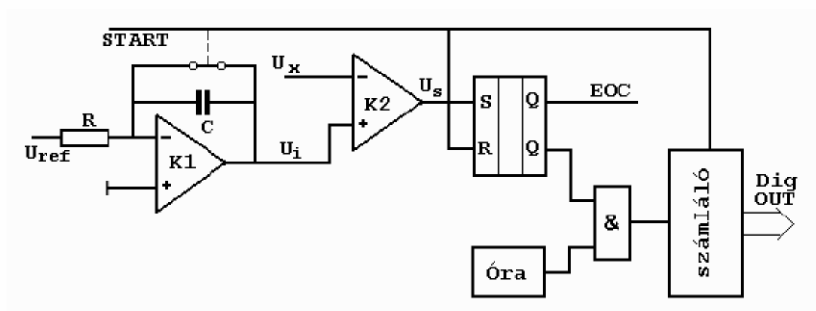 START
U_x
U_s
K2
S
Q
EOC
R
C
U_ref
K1
U_i
R
Q
&
Óra
számláló
Dig
OUT